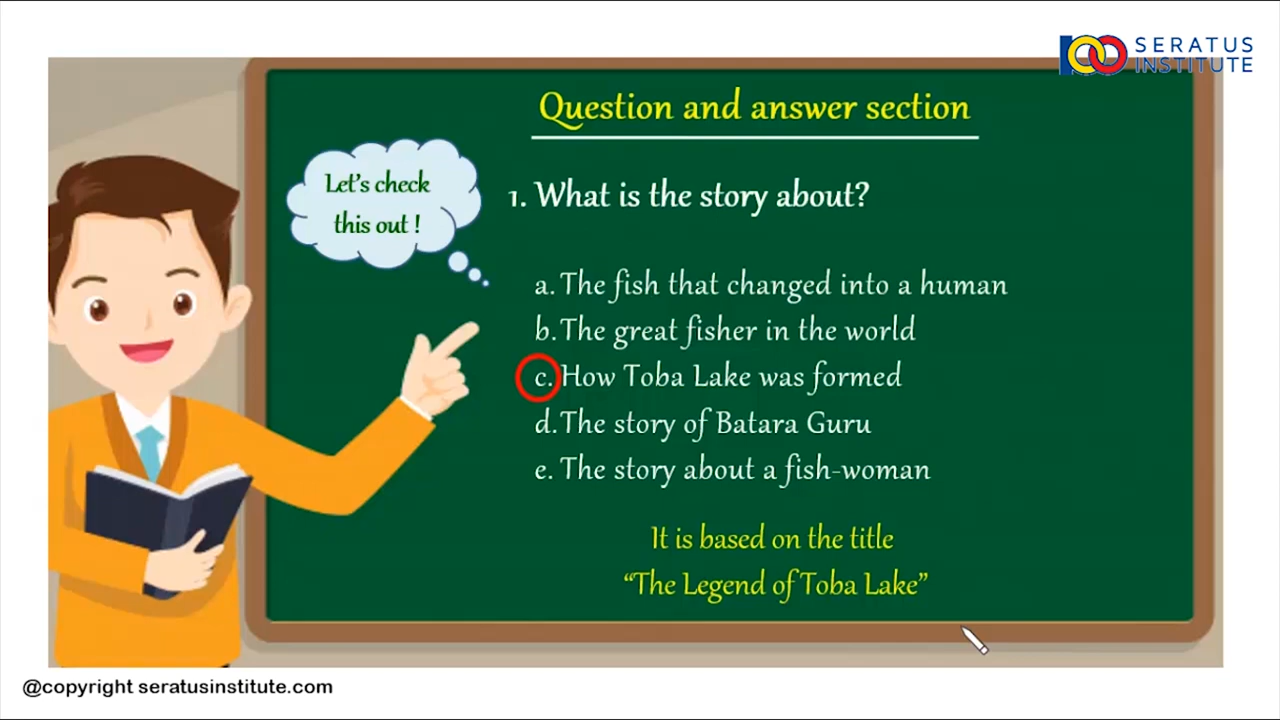 SERATUS
INSTITUTE
Question and answer section
Let's check
this out !
1. What is the story about?
a. The fish that changed into a human
b. The great fisher in the world
c. How Toba Lake was formed
d. The story of Batara Guru
e. The story about a fish-woman
It is based on the title
“The Legend of Toba Lake”
@copyright seratusinstitute.com